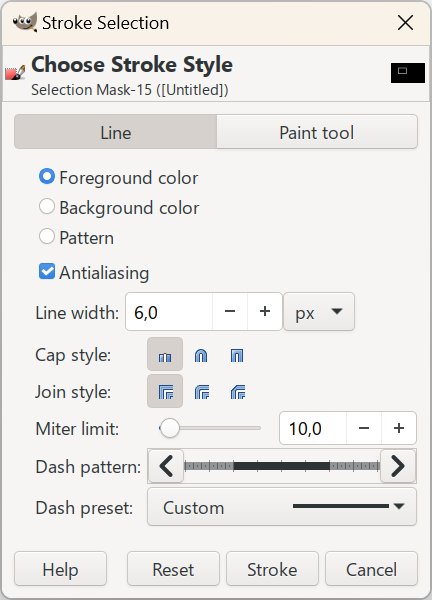 Stroke Selection
Choose Stroke Style
Selection Mask-15 ([Untitled])
Line Paint tool
Foreground color
Background color
Pattern
Antialiasing
Line width: 6,0 − + px
Cap style:
Join style:
Miter limit: 10,0 − +
Dash pattern:
Dash preset: Custom
Help Reset Stroke Cancel